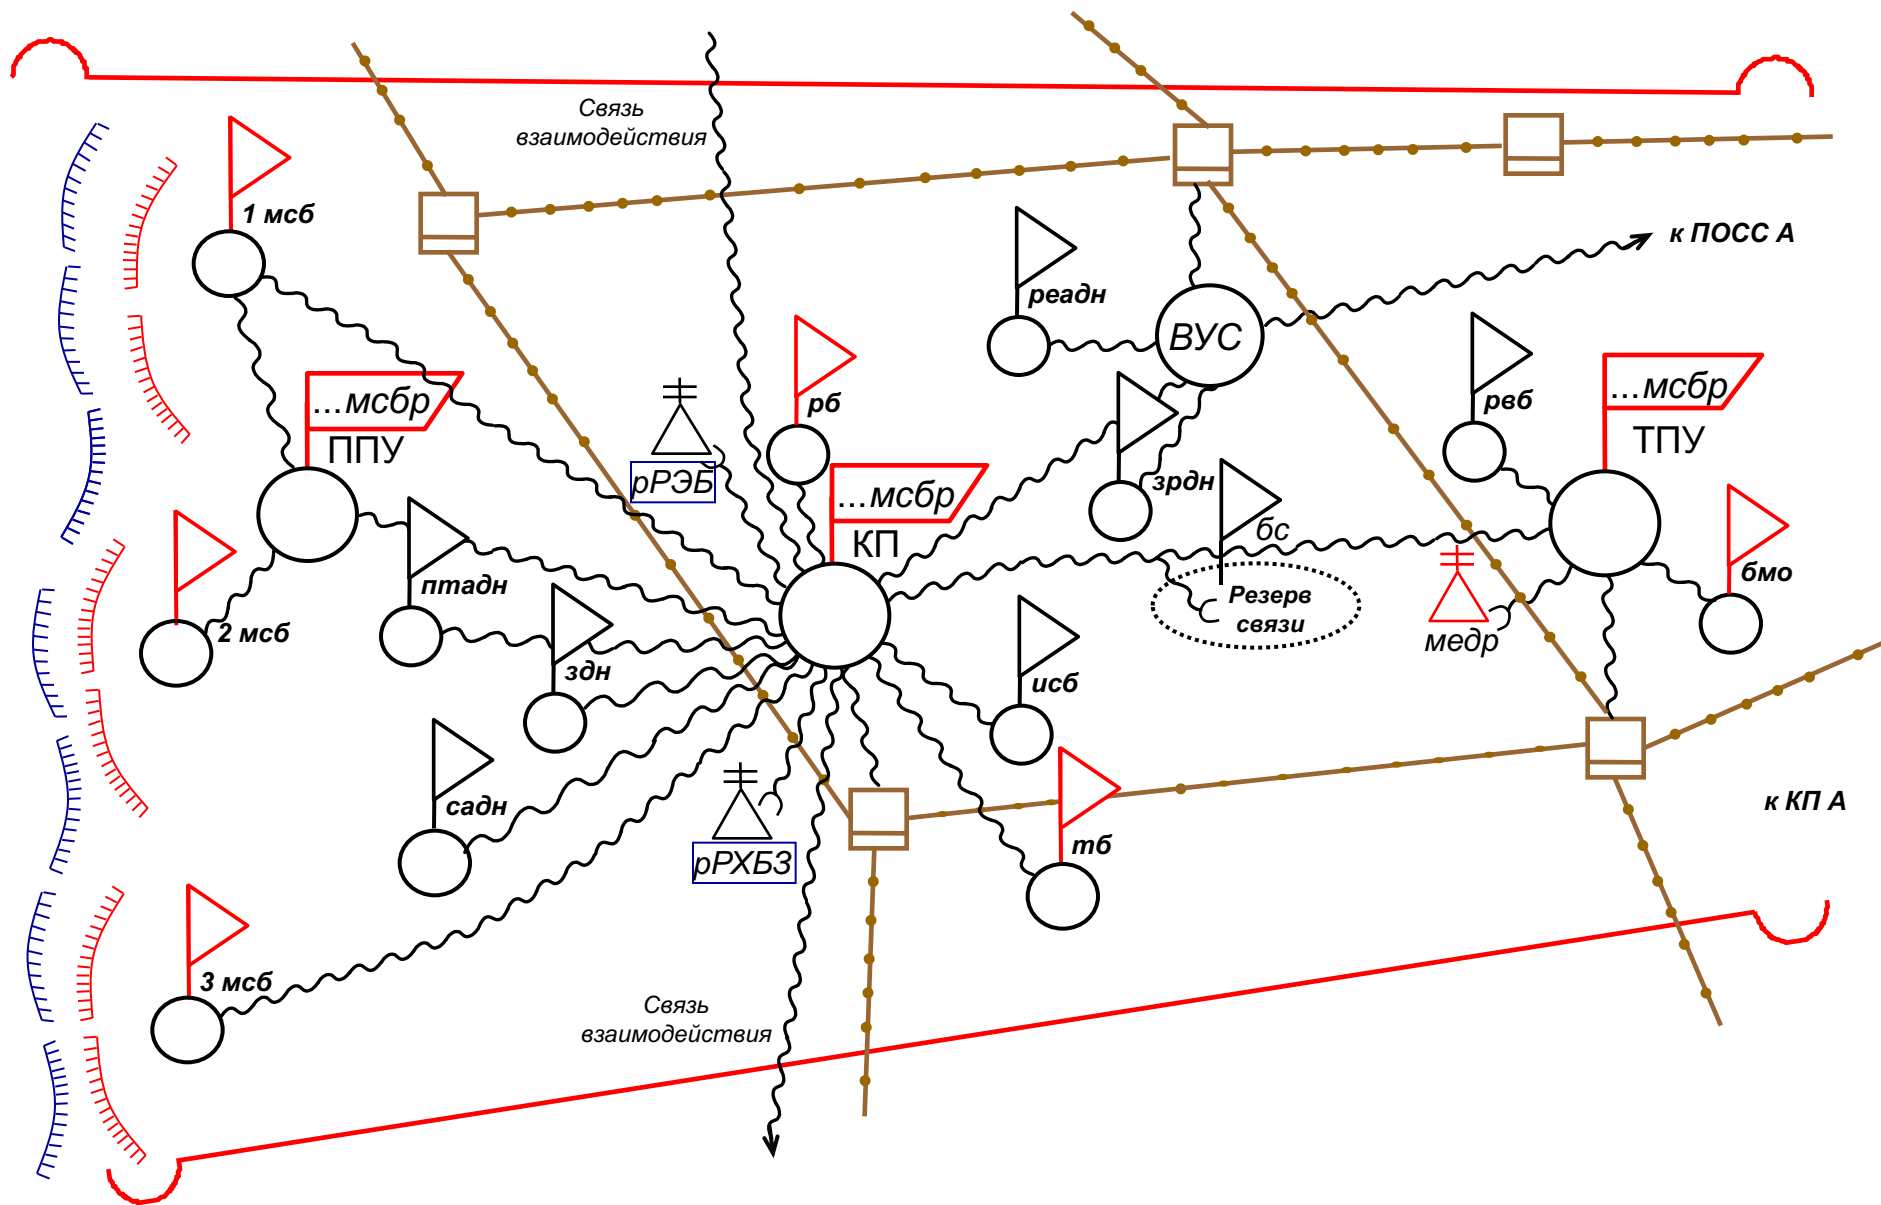 Связь
взаимодействия
1 мсб
к ПОСС А
реадн
ВУС
...мсбр
ППУ
рб
рвб
...мсбр
ТПУ
рРЭБ
...мсбр
КП
зрдн
бс
птадн
2 мсб
здн
Резерв
связи
медр
бмо
исб
садн
рРХБЗ
тб
к КП А
3 мсб
Связь
взаимодействия